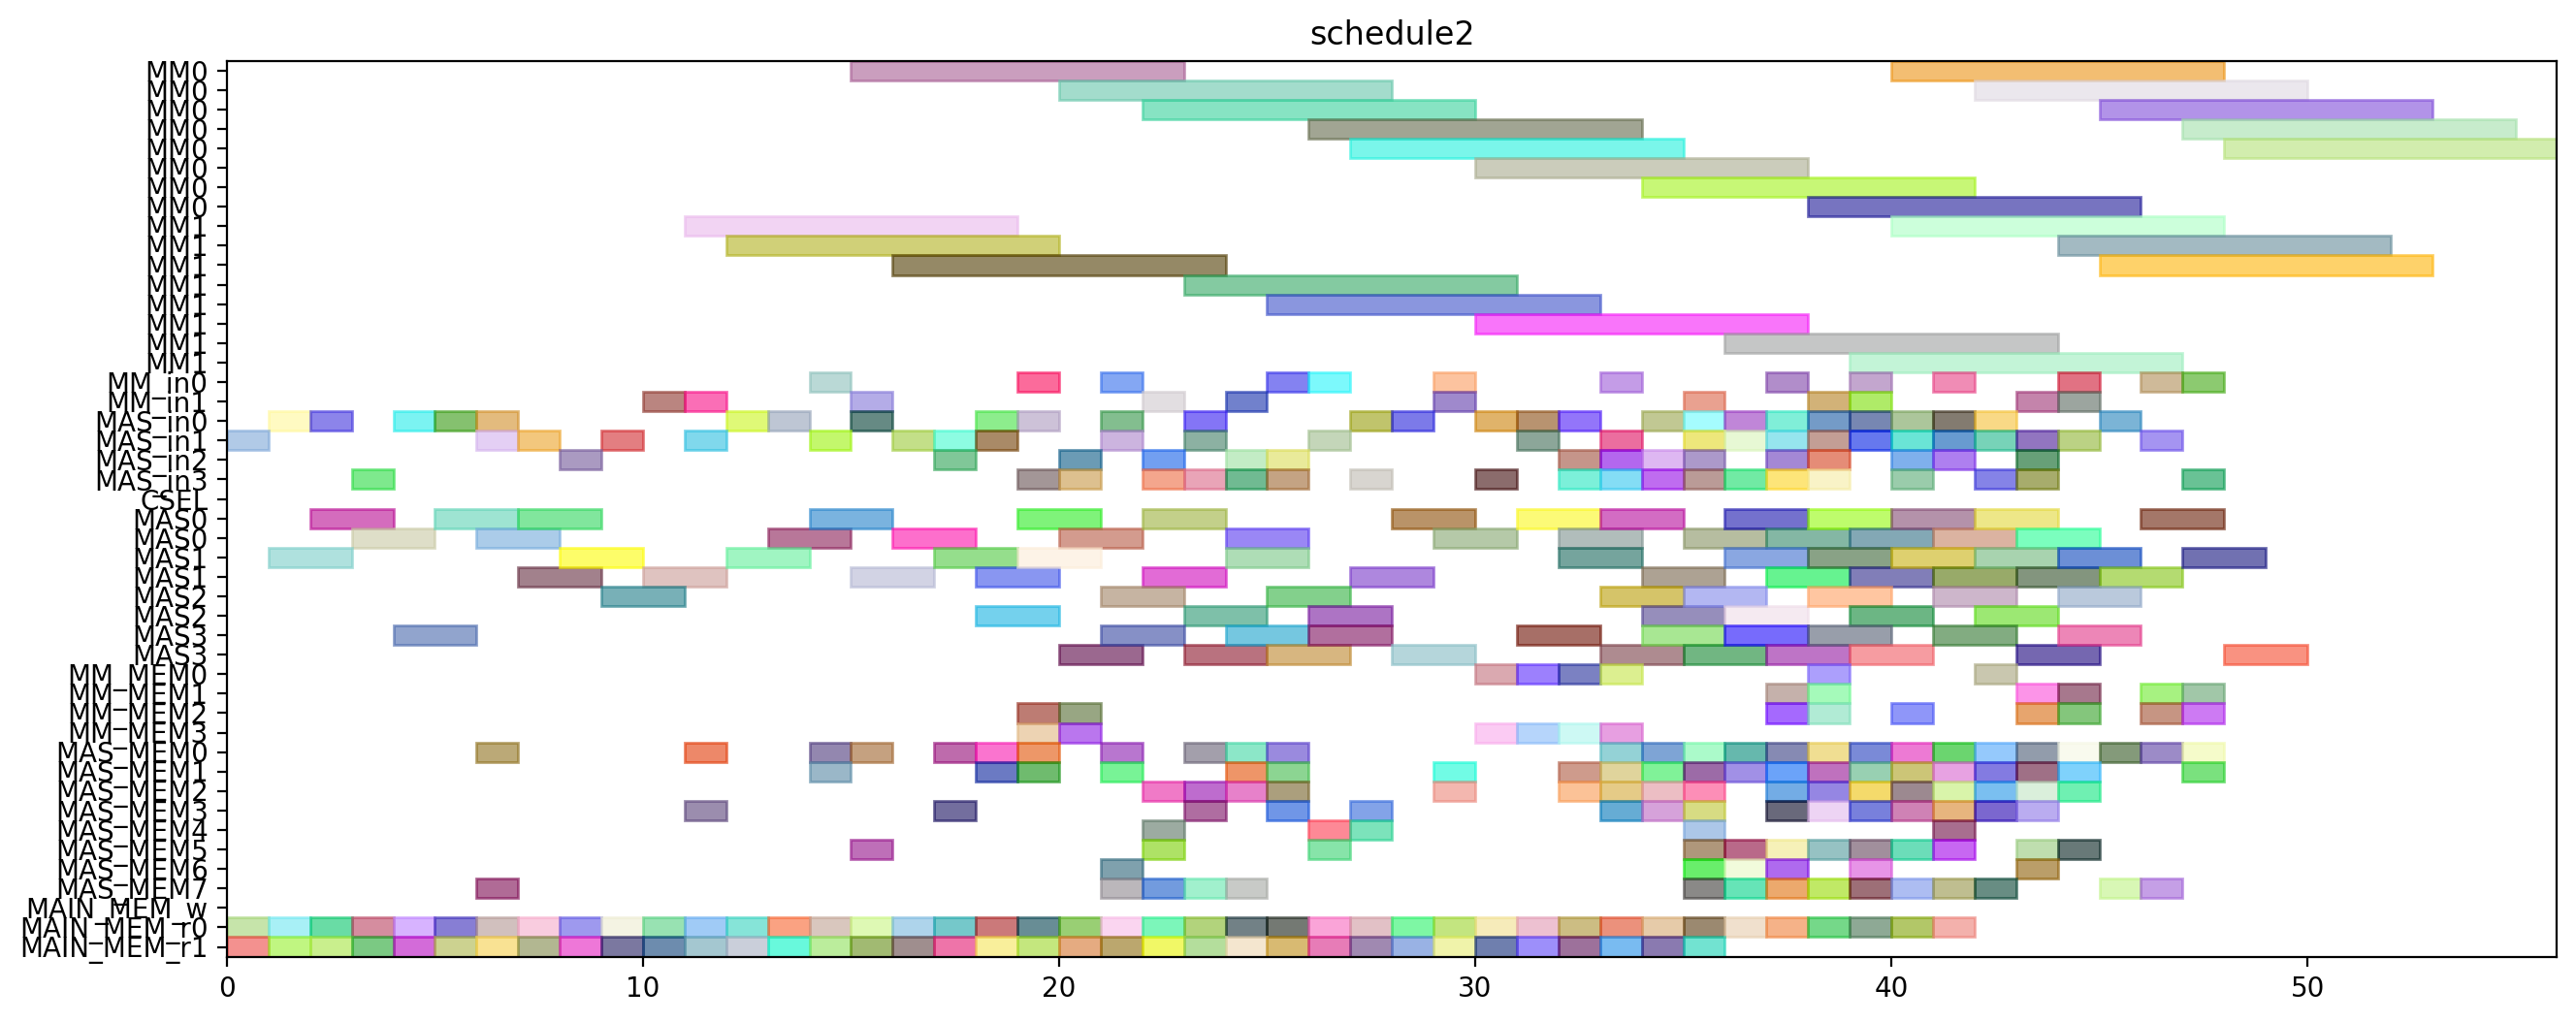 schedule2
MM0
MM0
MM0
MM0
MM0
MM0
MM0
MM0
MM1
MM1
MM1
MM1
MM1
MM1
MM1
MM1
MM_in0
MM_in1
MAS_in0
MAS_in1
MAS_in2
MAS_in3
CSEL
MAS0
MAS0
MAS1
MAS1
MAS2
MAS2
MAS3
MAS3
MM_MEM0
MM_MEM1
MM_MEM2
MM_MEM3
MAS_MEM0
MAS_MEM1
MAS_MEM2
MAS_MEM3
MAS_MEM4
MAS_MEM5
MAS_MEM6
MAS_MEM7
MAIN_MEM_w
MAIN_MEM_r0
MAIN_MEM_r1
0 10 20 30 40 50